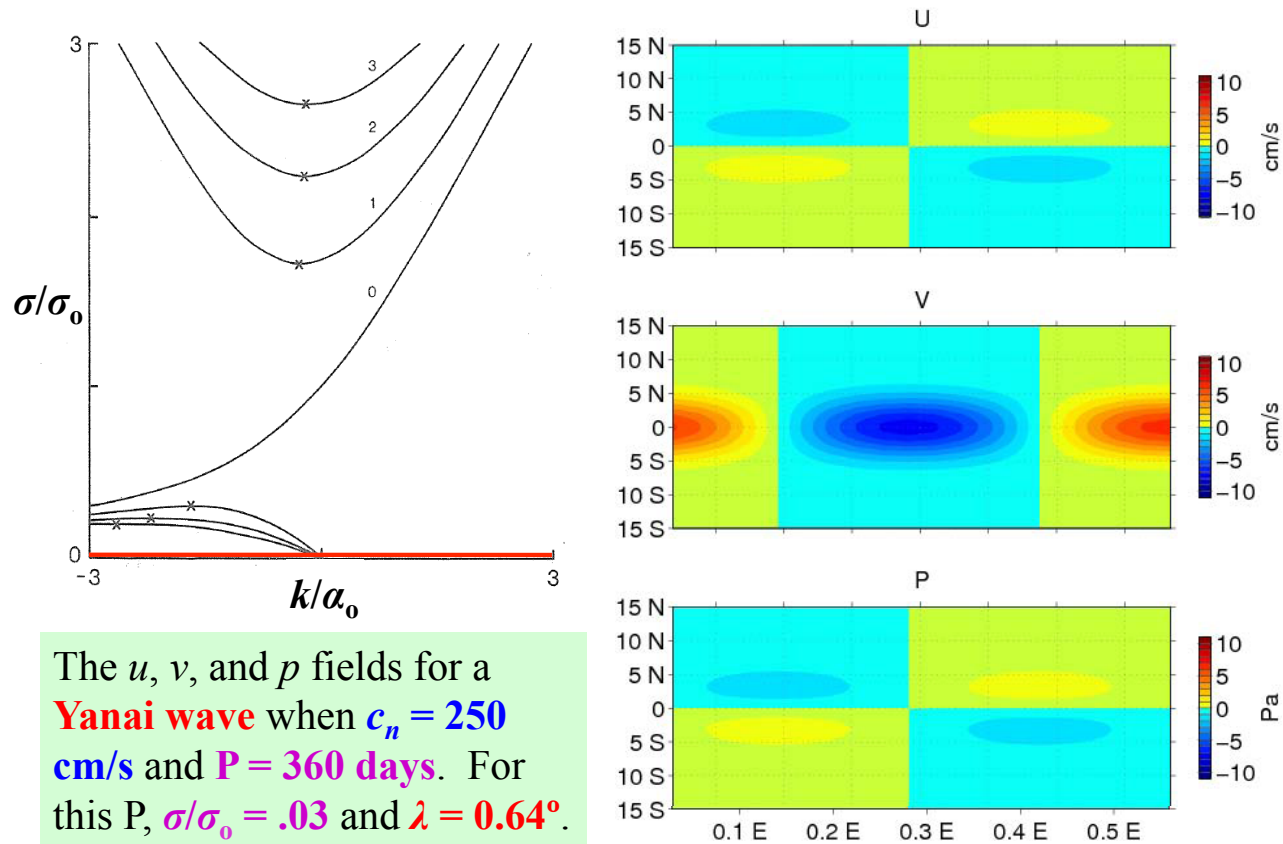 3
3
2
1
0
σ/σo
0
-3
3
k/αo
The u, v, and p fields for a
Yanai wave when cn = 250
cm/s and P = 360 days. For
this P, σ/σo = .03 and λ = 0.64º.
U
15 N
10 N
5 N
0
5 S
10 S
15 S
10
5
0
−5
−10
cm/s
V
15 N
10 N
5 N
0
5 S
10 S
15 S
10
5
0
−5
−10
cm/s
P
15 N
10 N
5 N
0
5 S
10 S
15 S
0.1 E 0.2 E 0.3 E 0.4 E 0.5 E
10
5
0
−5
−10
Pa